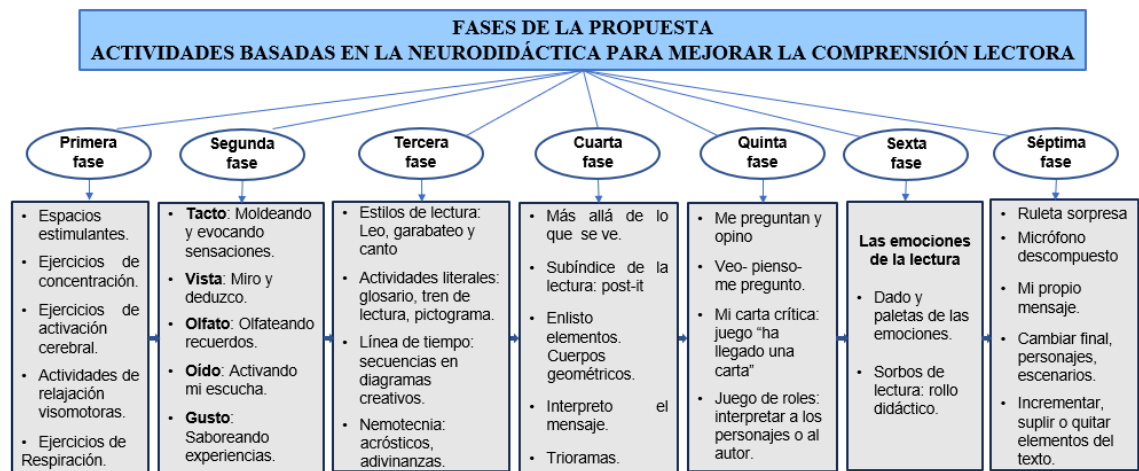 FASES DE LA PROPUESTA
ACTIVIDADES BASADAS EN LA NEURODIDÁCTICA PARA MEJORAR LA COMPRENSIÓN LECTORA
Primera
fase
• Espacios
estimulantes.
• Ejercicios de
concentración.
• Ejercicios de
activación
cerebral.
• Actividades de
relajación
visomotoras.
• Ejercicios de
Respiración.
Segunda
fase
• Tacto: Moldeando
y evocando
sensaciones.
• Vista: Miro y
deduzco.
• Olfato: Olfateando
recuerdos.
• Oído: Activando
mi escucha.
• Gusto:
Saboreando
experiencias.
Tercera
fase
• Estilos de lectura:
Leo, garabateo y
canto
• Actividades literales:
glosario, tren de
lectura, pictograma.
• Línea de tiempo:
secuencias en
diagramas
creativos.
• Nemotecnia:
acrósticos,
adivinanzas.
Cuarta
fase
• Más allá de lo
que se ve.
• Subíndice de la
lectura: post-it
• Enlisto
elementos.
Cuerpos
geométricos.
• Interpreto el
mensaje.
• Trioramas.
Quinta
fase
• Me preguntan y
opino
• Veo- pienso-
me pregunto.
• Mi carta crítica:
juego “ha
llegado una
carta”
• Juego de roles:
interpretar a los
personajes o al
autor.
Sexta
fase
Las emociones
de la lectura
• Dado y
paletas de las
emociones.
• Sorbos de
lectura: rollo
didáctico.
Séptima
fase
• Ruleta sorpresa
• Micrófono
descompuesto
• Mi propio
mensaje.
• Cambiar final,
personajes,
escenarios.
• Incrementar,
suplir o quitar
elementos del
texto.